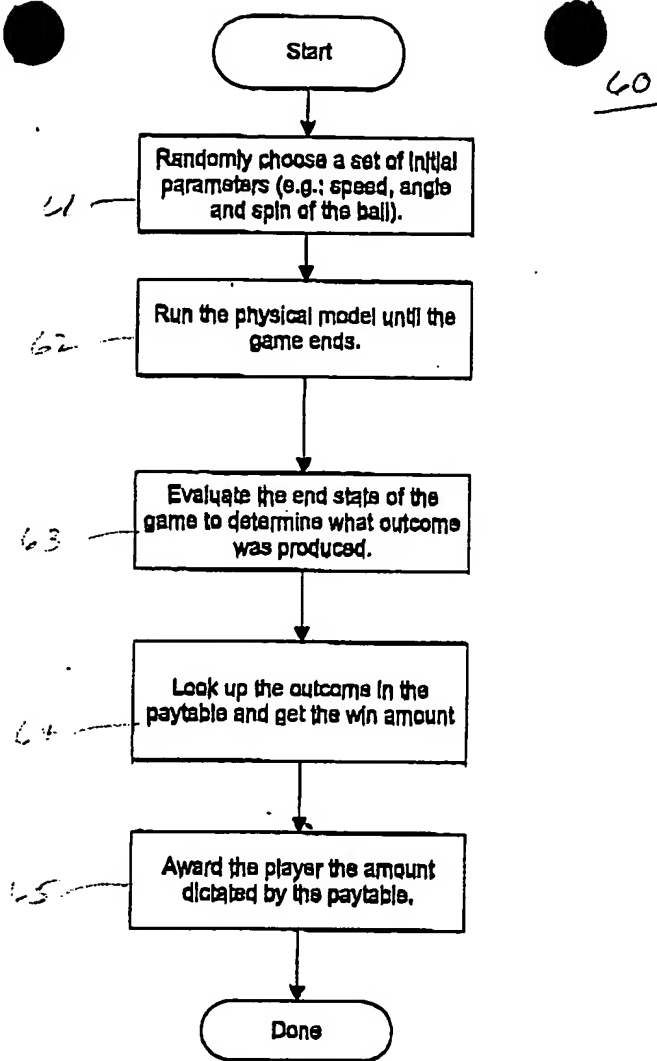 Start
60
Randomly choose a set of initial
parameters (e.g.: speed, angle
and spin of the ball).
61
Run the physical model until the
game ends.
62
Evaluate the end state of the
game to determine what outcome
was produced.
63
Look up the outcome in the
paytable and get the win amount
64
Award the player the amount
dictated by the paytable.
65
Done